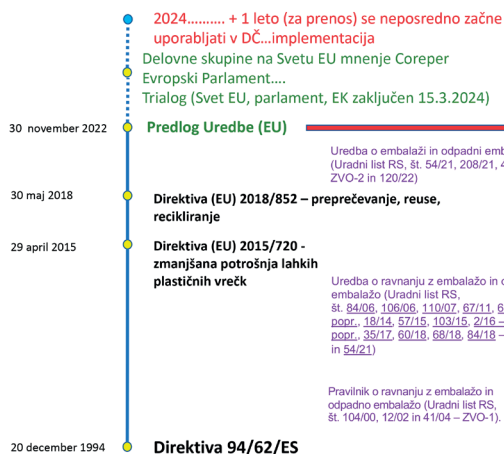 2024.......... + 1 leto (za prenos) se neposredno začne
uporabljati v DČ...implementacija
Delovne skupine na Svetu EU mnenje Coreper
Evropski Parlament....
Trialog (Svet EU, parlament, EK zaključen 15.3.2024)
30 november 2022
Predlog Uredbe (EU)
Uredba o embalaži in odpadni emb
(Uradni list RS, št. 54/21, 208/21, 4
ZVO-2 in 120/22)
30 maj 2018
Direktiva (EU) 2018/852 – preprečevanje, reuse,
recikliranje
29 april 2015
Direktiva (EU) 2015/720 -
zmanjšana potrošnja lahkih
plastičnih vrečk
Uredba o ravnanju z embalažo in o
embalažo (Uradni list RS,
št. 84/06, 106/06, 110/07, 67/11, 6
popr., 18/14, 57/15, 103/15, 2/16 –
popr., 35/17, 60/18, 68/18, 84/18 –
in 54/21)
Pravilnik o ravnanju z embalažo in
odpadno embalažo (Uradni list RS,
št. 104/00, 12/02 in 41/04 – ZVO-1).
20 december 1994
Direktiva 94/62/ES